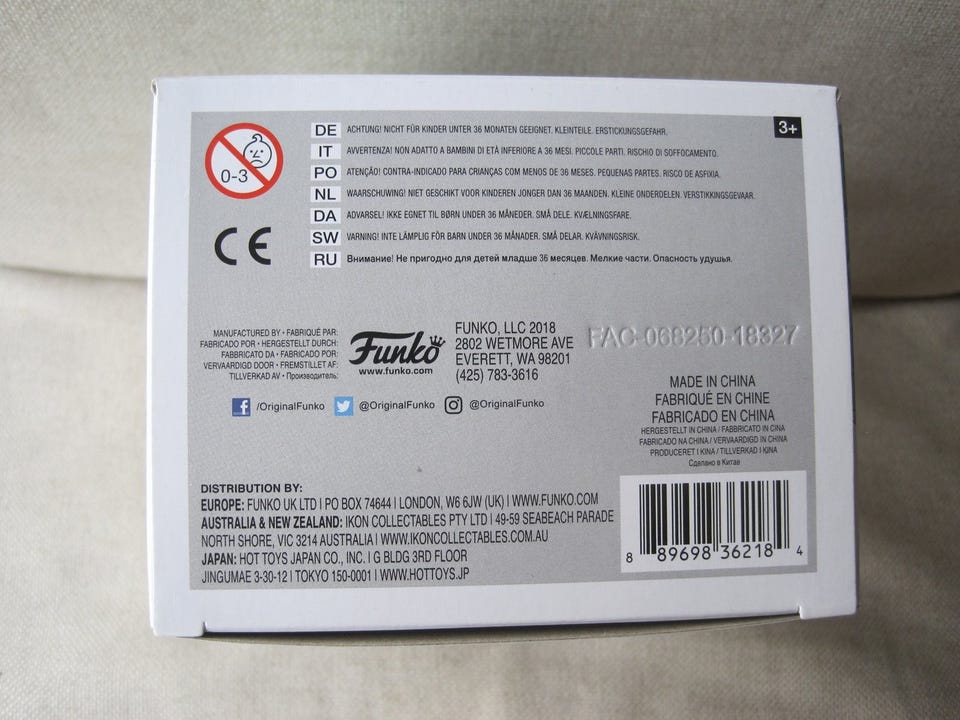 0-3
DE ACHTUNG! NICHT FÜR KINDER UNTER 36 MONATEN GEEIGNET. KLEINTEILE. ERSTICKUNGSGEFAHR.
IT AVVERTENZA! NON ADATTO A BAMBINI DI ETÀ INFERIORE A 36 MESI. PICCOLE PARTI. RISCHIO DI SOFFOCAMENTO.
PO ATENÇÃO! CONTRA-INDICADO PARA CRIANÇAS COM MENOS DE 36 MESES. PEQUENAS PARTES. RISCO DE ASFIXIA.
NL WAARSCHUWING! NIET GESCHIKT VOOR KINDEREN JONGER DAN 36 MAANDEN. KLEINE ONDERDELEN. VERSTIKKINGSGEVAAR.
DA ADVARSEL! IKKE EGNET TIL BØRN UNDER 36 MÅNEDER. SMÅ DELE. KVÆLNINGSFARE.
SW VARNING! INTE LÄMPLIG FÖR BARN UNDER 36 MÅNADER. SMÅ DELAR. KVÄVNINGSRISK.
RU Внимание! Не пригодно для детей младше 36 месяцев. Мелкие части. Опасность удушья.
3+
CE
MANUFACTURED BY • FABRIQUÉ PAR:
FABRICADO POR • HERGESTELLT DURCH:
FABBRICATO DA • FABRICADO POR:
VERVAARDIGD DOOR • FREMSTILLET AF:
TILLVERKAD AV • Производитель:
Funko
www.funko.com
FUNKO, LLC 2018
2802 WETMORE AVE
EVERETT, WA 98201
(425) 783-3616
FAC-068250-18327
/OriginalFunko @OriginalFunko @OriginalFunko
MADE IN CHINA
FABRIQUÉ EN CHINE
FABRICADO EN CHINA
HERGESTELLT IN CHINA / FABBRICATO IN CINA
FABRICADO NA CHINA / VERVAARDIGD IN CHINA
PRODUCERET I KINA / TILLVERKAD I KINA
Сделано в Китае
DISTRIBUTION BY:
EUROPE: FUNKO UK LTD I PO BOX 74644 I LONDON, W6 6JW (UK) I WWW.FUNKO.COM
AUSTRALIA & NEW ZEALAND: IKON COLLECTABLES PTY LTD I 49-59 SEABEACH PARADE
NORTH SHORE, VIC 3214 AUSTRALIA I WWW.IKONCOLLECTABLES.COM.AU
JAPAN: HOT TOYS JAPAN CO., INC. I G BLDG 3RD FLOOR
JINGUMAE 3-30-12 I TOKYO 150-0001 I WWW.HOTTOYS.JP
8 89698 36218 4